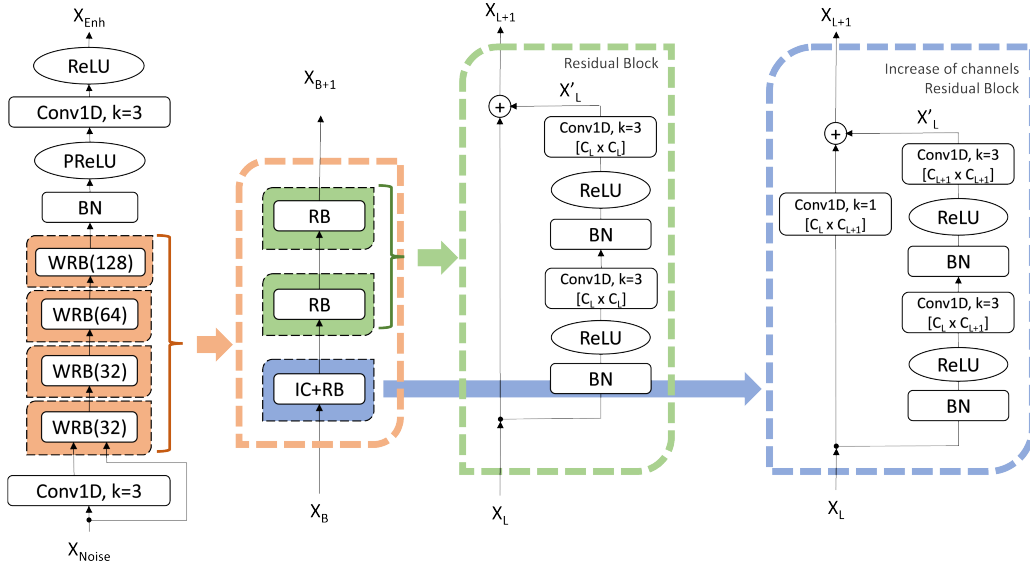 X_Enh
ReLU
Conv1D, k=3
PReLU
BN
WRB(128)
WRB(64)
WRB(32)
WRB(32)
Conv1D, k=3
X_Noise
X_B+1
RB
RB
IC+RB
X_B
X_L+1
Residual Block
X'_L
+
Conv1D, k=3
[C_L x C_L]
ReLU
BN
Conv1D, k=3
[C_L x C_L]
ReLU
BN
X_L
X_L+1
Increase of channels
Residual Block
X'_L
+
Conv1D, k=3
[C_L+1 x C_L+1]
Conv1D, k=1
[C_L x C_L+1]
ReLU
BN
Conv1D, k=3
[C_L x C_L+1]
ReLU
BN
X_L